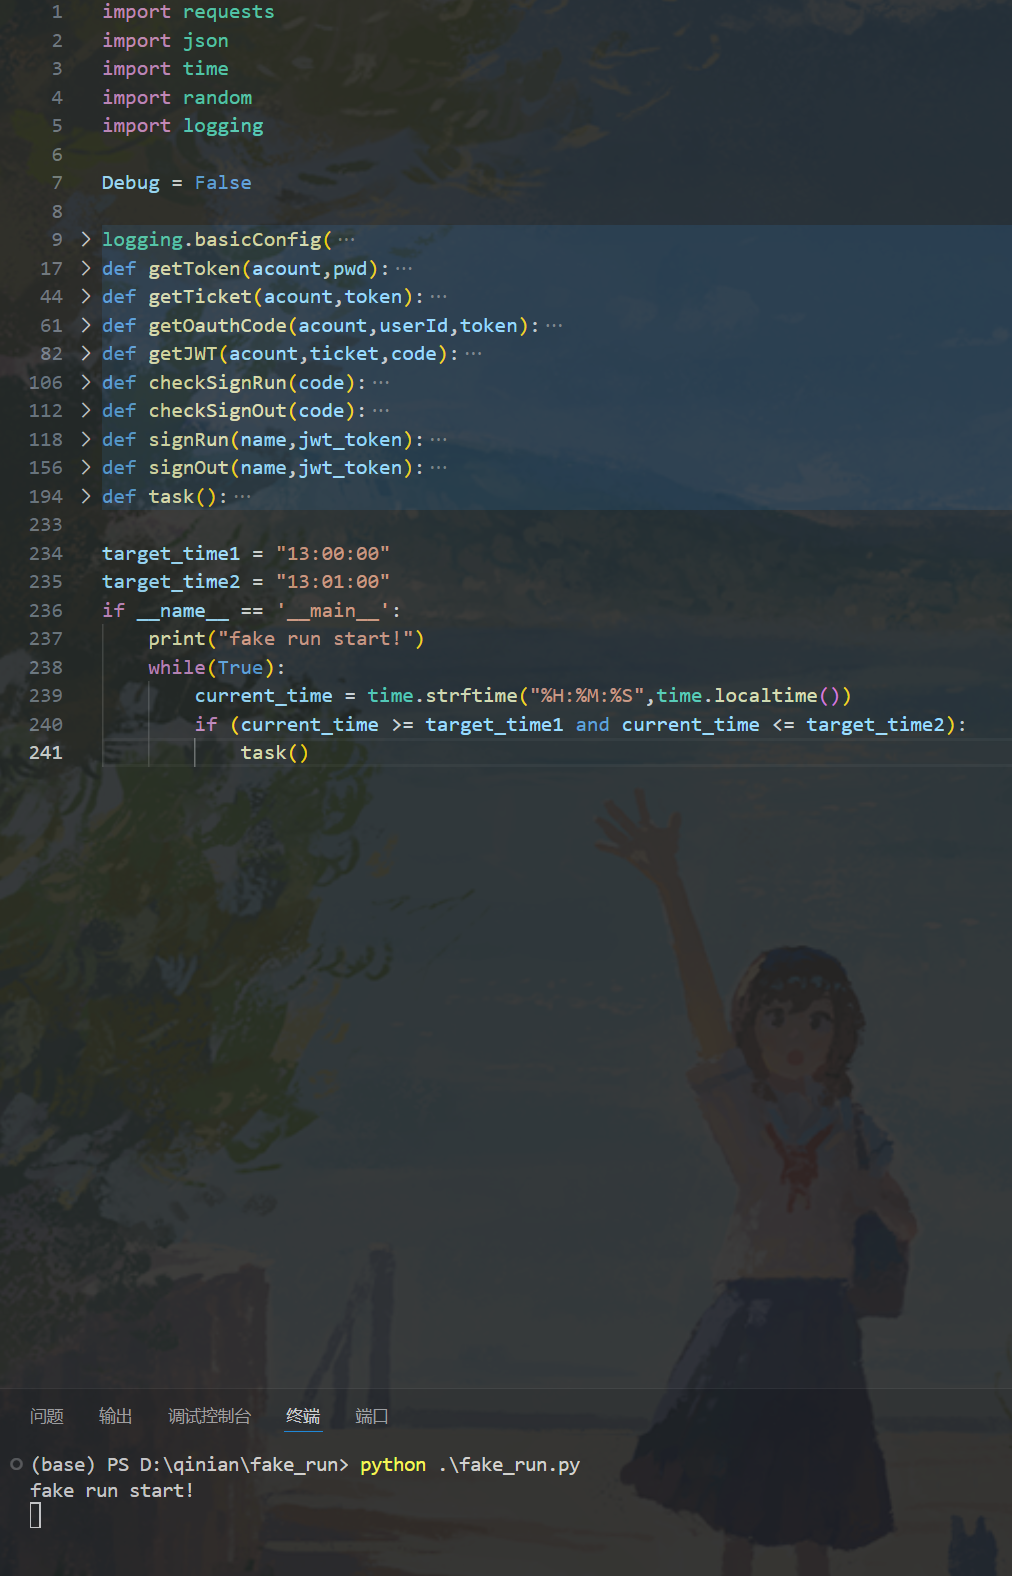 1 import requests
2 import json
3 import time
4 import random
5 import logging
6
7 Debug = False
8
9 logging.basicConfig( ···
17 def getToken(acount,pwd): ···
44 def getTicket(acount,token): ···
61 def getOauthCode(acount,userId,token): ···
82 def getJWT(acount,ticket,code): ···
106 def checkSignRun(code): ···
112 def checkSignOut(code): ···
118 def signRun(name,jwt_token): ···
156 def signOut(name,jwt_token): ···
194 def task(): ···
233
234 target_time1 = "13:00:00"
235 target_time2 = "13:01:00"
236 if __name__ == '__main__':
237     print("fake run start!")
238     while(True):
239         current_time = time.strftime("%H:%M:%S",time.localtime())
240         if (current_time >= target_time1 and current_time <= target_time2):
241             task()
问题 输出 调试控制台 终端 端口
(base) PS D:\qinian\fake_run> python .\fake_run.py
fake run start!